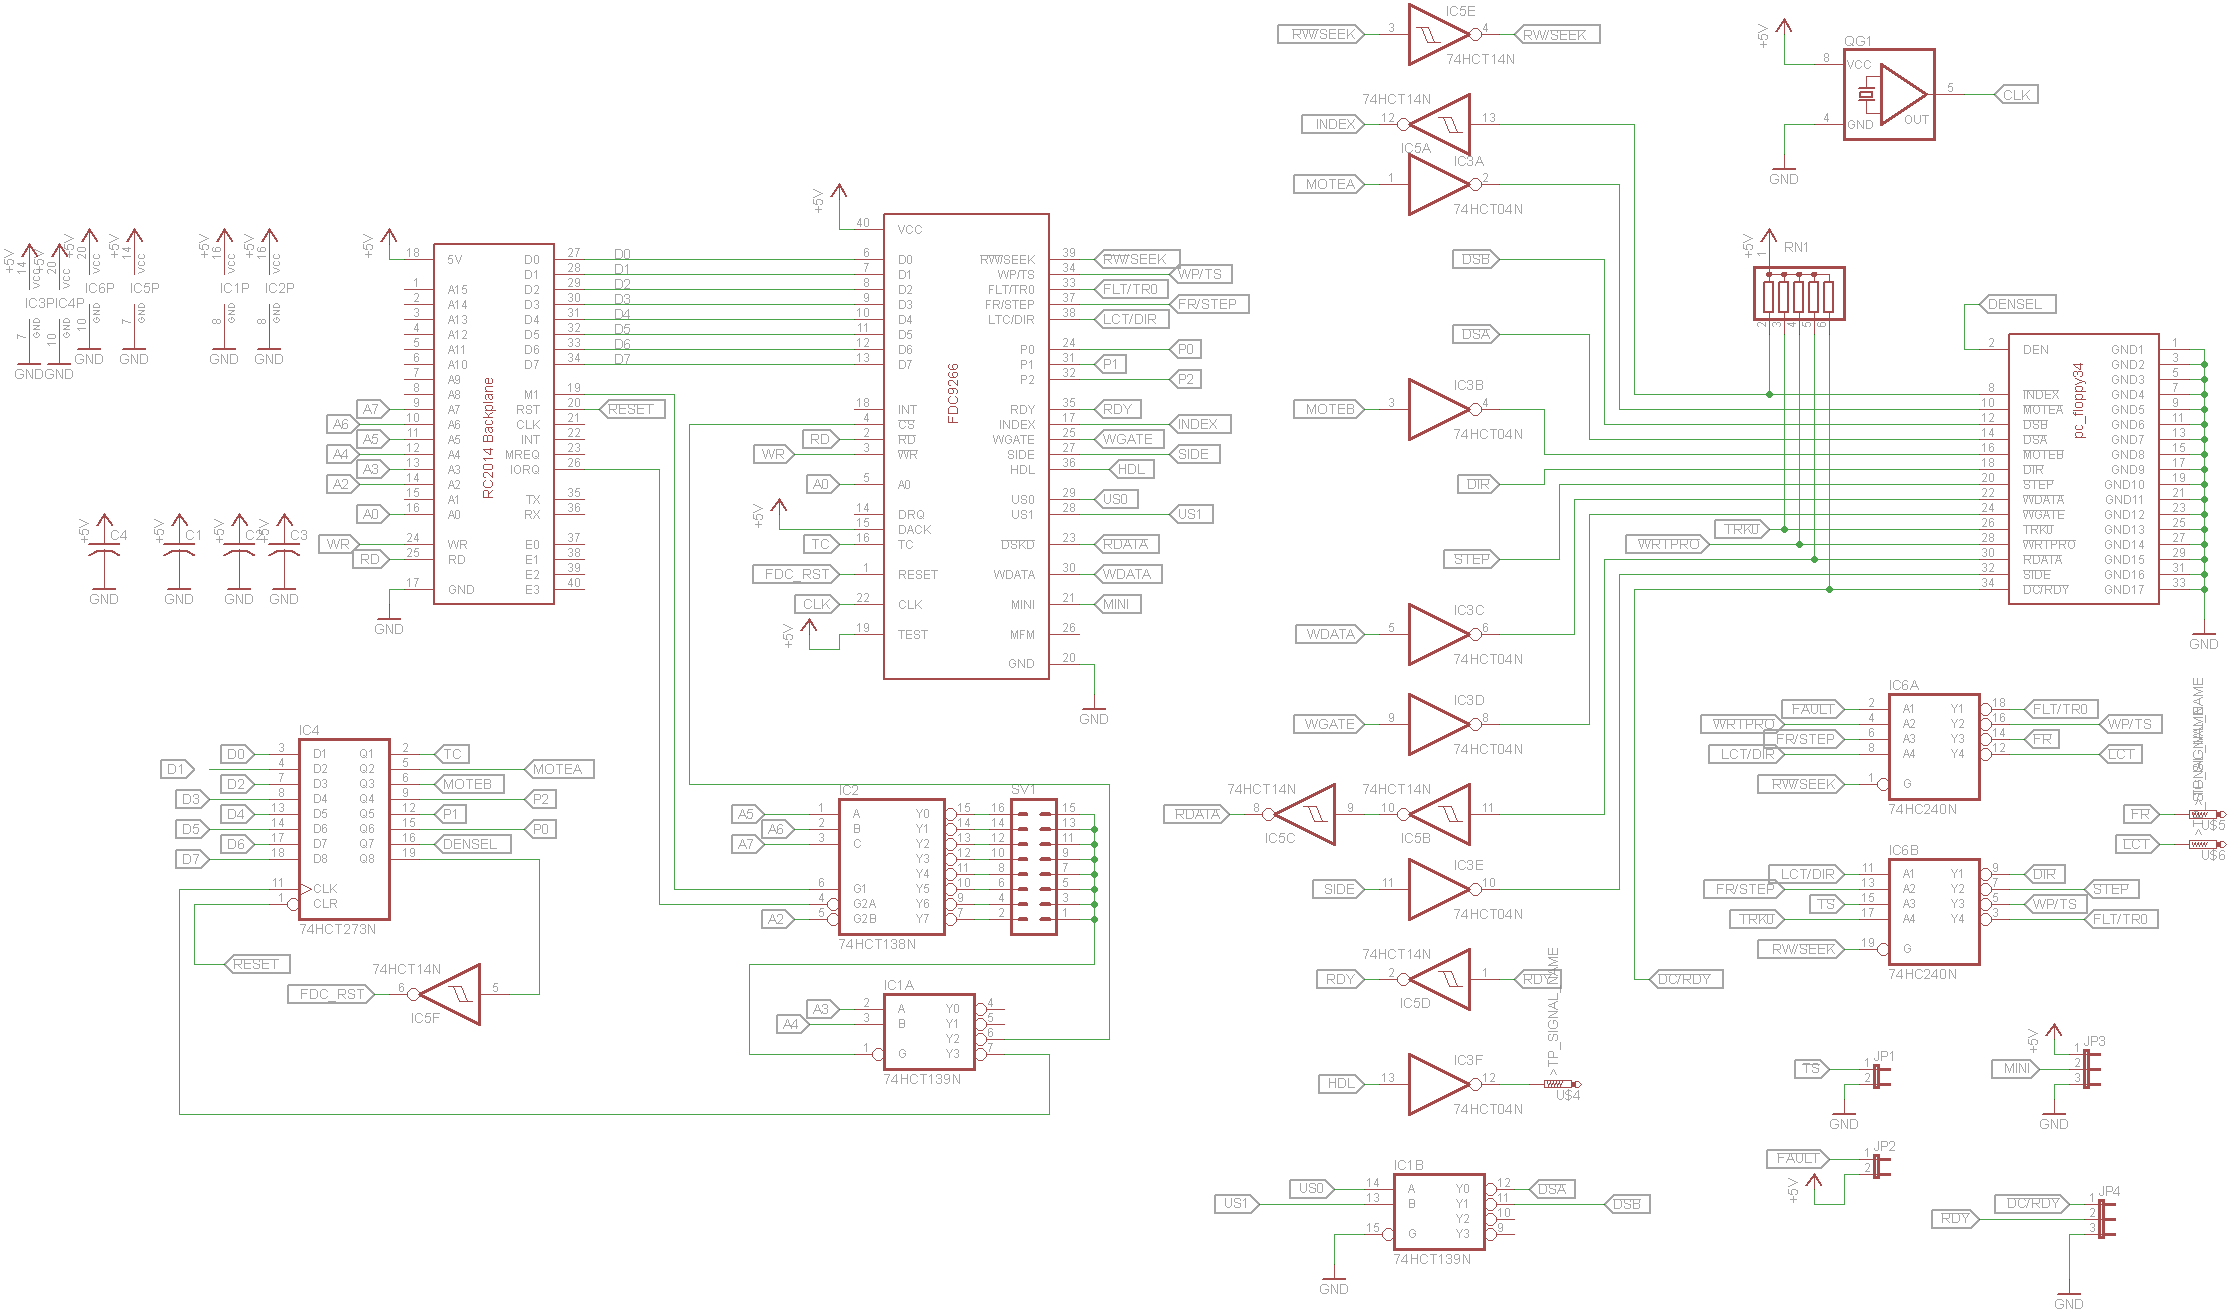 IC5E
RW/SEEK 3 4 RW/SEEK
74HCT14N
74HCT14N
INDEX 12 13
IC5A
IC3A
MOTEA 1 2
74HCT04N
+5V
QG1
8 VCC
5 CLK
4 GND OUT
GND
+5V 14 VCC
+5V 20 VCC
+5V 20 VCC
+5V 14 VCC
+5V 16 VCC
+5V 16 VCC
IC3P IC4P IC6P IC5P IC1P IC2P
7 GND
10 GND
10 GND
7 GND
8 GND
8 GND
GND GND GND GND GND GND
+5V
18 5V D0 27 D0
D1 28 D1
1 A15 D2 29 D2
2 A14 D3 30 D3
3 A13 D4 31 D4
4 A12 D5 32 D5
5 A11 D6 33 D6
6 A10 D7 34 D7
7 A9
8 A8 M1 19
A7 9 A7 RST 20 RESET
A6 10 A6 CLK 21
A5 11 A5 INT 22
A4 12 A4 MREQ 23
A3 13 A3 IORQ 26
A2 14 A2
15 A1 TX 35
A0 16 A0 RX 36
WR 24 WR E0 37
RD 25 RD E1 38
E2 39
17 GND E3 40
GND
RC2014 Backplane
+5V C4 GND
+5V C1 GND
+5V C2 GND
+5V C3 GND
+5V
40 VCC
6 D0 RW/SEEK 39 RW/SEEK
7 D1 WP/TS 34 WP/TS
8 D2 FLT/TR0 33 FLT/TR0
9 D3 FR/STEP 37 FR/STEP
10 D4 LTC/DIR 38 LCT/DIR
11 D5
12 D6 P0 24 P0
13 D7 P1 31 P1
P2 32 P2
18 INT RDY 35 RDY
4 CS INDEX 17 INDEX
RD 2 RD WGATE 25 WGATE
WR 3 WR SIDE 27 SIDE
HDL 36 HDL
A0 5 A0 US0 29 US0
US1 28 US1
14 DRQ
+5V 15 DACK
TC 16 TC DSKD 23 RDATA
FDC_RST 1 RESET WDATA 30 WDATA
CLK 22 CLK MINI 21 MINI
+5V 19 TEST MFM 26
GND 20
GND
FDC9266
DSB
DSA
IC3B
MOTEB 3 4
74HCT04N
DIR
STEP
IC3C
WDATA 5 6
74HCT04N
IC3D
WGATE 9 8
74HCT04N
74HCT14N 74HCT14N
RDATA 8 9 10 11
IC5C IC5B
IC3E
SIDE 11 10
74HCT04N
74HCT14N
RDY 2 1 RDY
IC5D
>TP_SIGNAL_NAME
IC3F
HDL 13 12
74HCT04N
U$4
+5V RN1
1
2 3 4 5 6
TRKO
WRTPRO
DENSEL
2 DEN GND1 1
GND2 3
GND3 5
8 INDEX GND4 7
10 MOTEA GND5 9
12 DSB GND6 11
14 DSA GND7 13
16 MOTEB GND8 15
18 DIR GND9 17
20 STEP GND10 19
22 WDATA GND11 21
24 WGATE GND12 23
26 TRKO GND13 25
28 WRTPRO GND14 27
30 RDATA GND15 29
32 SIDE GND16 31
34 DC/RDY GND17 33
GND
pc_floppy34
DC/RDY
IC4
D0 3 D1 Q1 2 TC
D1 4 D2 Q2 5 MOTEA
D2 7 D3 Q3 6 MOTEB
D3 8 D4 Q4 9 P2
D4 13 D5 Q5 12 P1
D5 14 D6 Q6 15 P0
D6 17 D7 Q7 16 DENSEL
D7 18 D8 Q8 19
11 CLK
1 CLR
74HCT273N
RESET
74HCT14N
FDC_RST 6 5
IC5F
IC2 SV1
A5 1 A Y0 15 16 15
A6 2 B Y1 14 14 13
A7 3 C Y2 13 12 11
Y3 12 10 9
Y4 11 8 7
6 G1 Y5 10 6 5
4 G2A Y6 9 4 3
A2 5 G2B Y7 7 2 1
74HCT138N
IC1A
A3 2 A Y0 4
A4 3 B Y1 5
Y2 6
1 G Y3 7
74HCT139N
IC1B
US0 14 A Y0 12 DSA
US1 13 B Y1 11 DSB
Y2 10
15 G Y3 9
74HCT139N
GND
IC6A
FAULT 2 A1 Y1 18 FLT/TR0
WRTPRO 4 A2 Y2 16 WP/TS
FR/STEP 6 A3 Y3 14 FR
LCT/DIR 8 A4 Y4 12 LCT
RW/SEEK 1 G
74HC240N
FR U$5
LCT U$6
IC6B
LCT/DIR 11 A1 Y1 9 DIR
FR/STEP 13 A2 Y2 7 STEP
TS 15 A3 Y3 5 WP/TS
TRKO 17 A4 Y4 3 FLT/TR0
RW/SEEK 19 G
74HC240N
JP1
TS 1
2
GND
+5V JP3
1
MINI 2
3
GND
JP2
FAULT 1
2
+5V
JP4
DC/RDY 1
RDY 2
3
GND